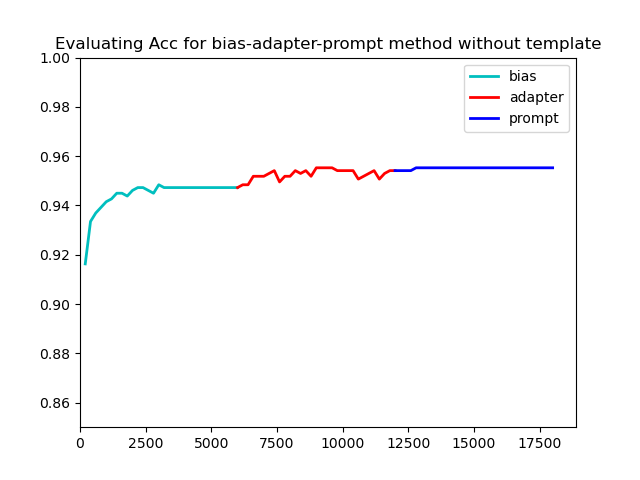 Evaluating Acc for bias-adapter-prompt method without template
1.00
0.98
0.96
0.94
0.92
0.90
0.88
0.86
bias
adapter
prompt
0 2500 5000 7500 10000 12500 15000 17500